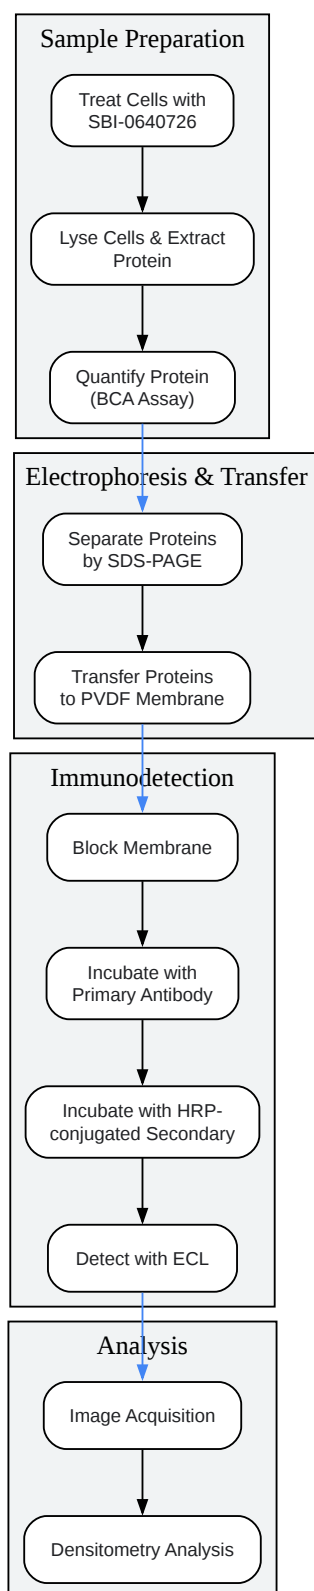 Sample Preparation
Treat Cells with
SBI-0640726
Lyse Cells & Extract
Protein
Quantify Protein
(BCA Assay)
Electrophoresis & Transfer
Separate Proteins
by SDS-PAGE
Transfer Proteins
to PVDF Membrane
Immunodetection
Block Membrane
Incubate with
Primary Antibody
Incubate with HRP-
conjugated Secondary
Detect with ECL
Analysis
Image Acquisition
Densitometry Analysis